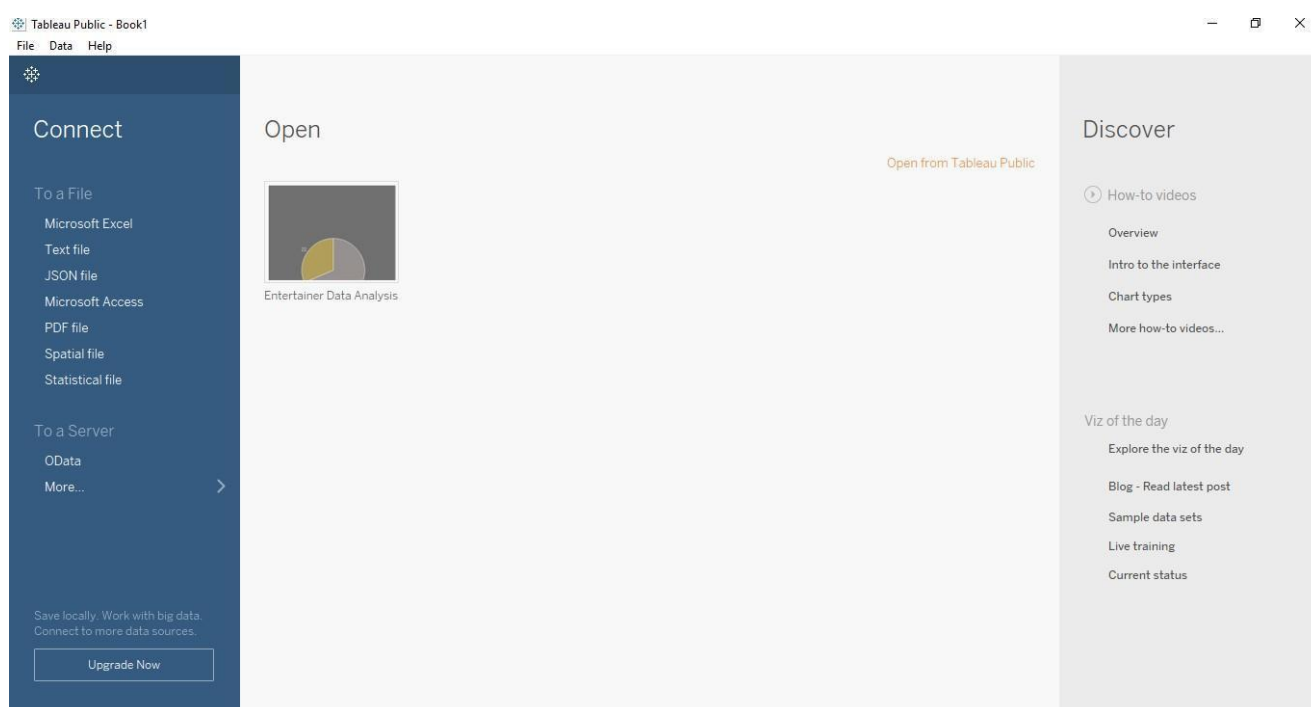 Tableau Public - Book1
File Data Help
Connect
To a File
Microsoft Excel
Text file
JSON file
Microsoft Access
PDF file
Spatial file
Statistical file
To a Server
OData
More...
Save locally. Work with big data.
Connect to more data sources.
Upgrade Now
Open
Open from Tableau Public
Entertainer Data Analysis
Discover
How-to videos
Overview
Intro to the interface
Chart types
More how-to videos...
Viz of the day
Explore the viz of the day
Blog - Read latest post
Sample data sets
Live training
Current status